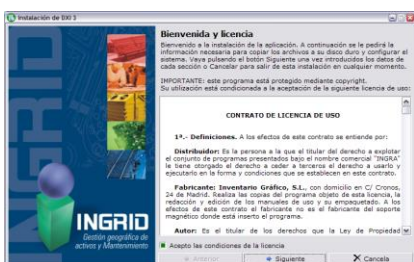 Instalación de DXI 3
INGRID
INGRID
Gestión geográfica de
activos y Mantenimiento
Bienvenida y licencia
Bienvenido a la instalación de la aplicación. A continuación se le pedirá la
información necesaria para copiar los archivos a su disco duro y configurar el
sistema. Vaya pulsando el botón Siguiente una vez introducidos los datos de
cada sección o Cancelar para salir de esta instalación en cualquier momento.
IMPORTANTE: este programa está protegido mediante copyright.
Su utilización está condicionada a la aceptación de la siguiente licencia de uso:
CONTRATO DE LICENCIA DE USO
1ª.- Definiciones. A los efectos de este contrato se entiende por:
Distribuidor: Es la persona a la que el titular del derecho a explotar
el conjunto de programas presentados bajo el nombre comercial "INGRA"
le tiene otorgado el derecho a ceder a terceros el derecho a usarlo y
ejecutarlo en la forma y condiciones que se establecen en este contrato.
Fabricante: Inventario Gráfico, S.L., con domicilio en C/ Cronos,
24 de Madrid. Realiza las copias del programa objeto de esta licencia, la
redacción y edición de los manuales de uso y su empaquetado. A los
efectos de este contrato el fabricante no es el fabricante del soporte
magnético donde está inserto el programa.
Autor: Es el titular de los derechos que la Ley de Propiedad
Acepto las condiciones de la licencia
Anterior
Siguiente
Cancela